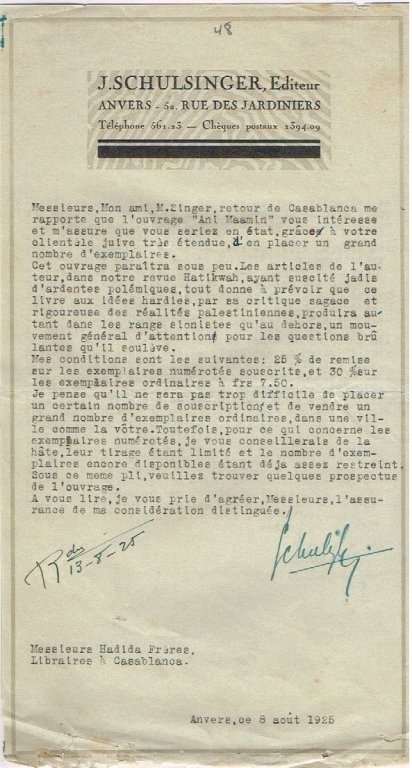 48
J. SCHULSINGER, Editeur
ANVERS - 52, RUE DES JARDINIERS
Téléphone 561.23 — Chèques postaux 1394.09
Messieurs,Mon ami,M.Singer,retour de Casablanca me
rapporte que l'ouvrage "Ani Maamin" vous intéresse
et m'assure que vous seriez en état,grâce à votre
clientèle juive très étendue,d'en placer un grand
nombre d'exemplaires.
Cet ouvrage paraîtra sous peu.Les articles de l'au-
teur,dans notre revue Hatikwah,ayant suscité jadis
d'ardentes polémiques,tout donne à prévoir que ce
livre aux idées hardies,par sa critique sagace et
rigoureuse des réalités palestiniennes,produira au-
tant dans les rangs sionistes qu'au dehors,un mou-
vement général d'attention pour les questions brû-
lantes qu'il soulève.
Mes conditions sont les suivantes: 25 % de remise
sur les exemplaires numérotés souscrits,et 30 %sur
les exemplaires ordinaires à frs 7.50.
Je pense qu'il ne sera pas trop difficile de placer
un certain nombre de souscription et de vendre un
grand nombre d'exemplaires ordinaires,dans une vil-
le comme la vôtre.Toutefois,pour ce qui concerne les
exemplaires numérotés,je vous conseillerais de la
hâte,leur tirage étant limité et le nombre d'exem-
plaires encore disponibles étant déja assez restreint.
Sous ce meme pli,veuillez trouver quelques prospectus
de l'ouvrage.
A vous lire,je vous prie d'agréer,Messieurs,l'assu-
rance de ma considération distinguée.
13-8-25
Messieurs Hadida Frères,
Libraires à Casablanca.
Anvers,ce 8 août 1925